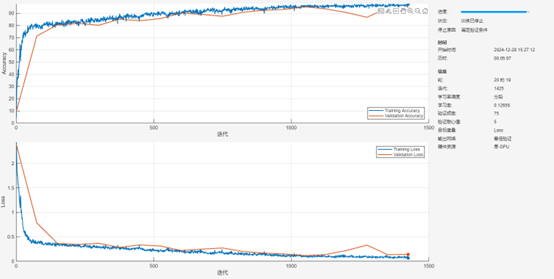 90
80
70
60
50
40
30
20
10
0
Accuracy
Training Accuracy
Validation Accuracy
0
500
1000
1500
迭代
2
1.5
1
0.5
0
Loss
Training Loss
Validation Loss
0
500
1000
1500
迭代
进度
状态: 训练已停止
停止原因: 满足验证条件
时间
开始时间 2024-12-28 15:27:12
历时:
信息
轮
迭代 1425
学习率调度 分段
学习率
验证频率 75
验证耐心值 5
目标度量 Loss
输出网络 最佳验证
硬件资源 单 GPU